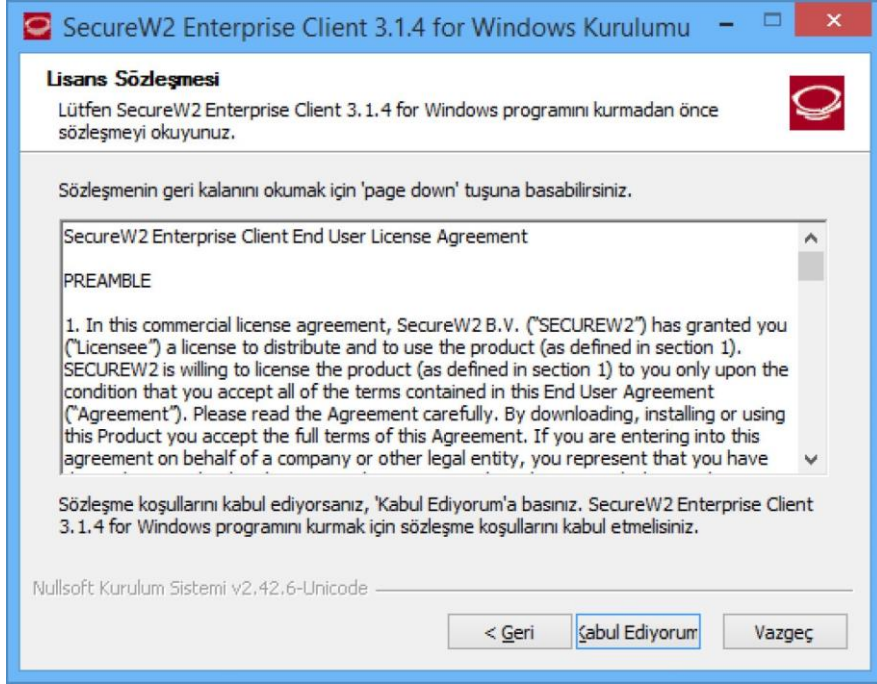 SecureW2 Enterprise Client 3.1.4 for Windows Kurulumu
Lisans Sözleşmesi
Lütfen SecureW2 Enterprise Client 3.1.4 for Windows programını kurmadan önce
sözleşmeyi okuyunuz.
Sözleşmenin geri kalanını okumak için 'page down' tuşuna basabilirsiniz.
SecureW2 Enterprise Client End User License Agreement
PREAMBLE
1. In this commercial license agreement, SecureW2 B.V. ("SECUREW2") has granted you
("Licensee") a license to distribute and to use the product (as defined in section 1).
SECUREW2 is willing to license the product (as defined in section 1) to you only upon the
condition that you accept all of the terms contained in this End User Agreement
("Agreement"). Please read the Agreement carefully. By downloading, installing or using
this Product you accept the full terms of this Agreement. If you are entering into this
agreement on behalf of a company or other legal entity, you represent that you have
Sözleşme koşullarını kabul ediyorsanız, 'Kabul Ediyorum'a basınız. SecureW2 Enterprise Client
3.1.4 for Windows programını kurmak için sözleşme koşullarını kabul etmelisiniz.
Nullsoft Kurulum Sistemi v2.42.6-Unicode
< Geri
Kabul Ediyorum
Vazgeç